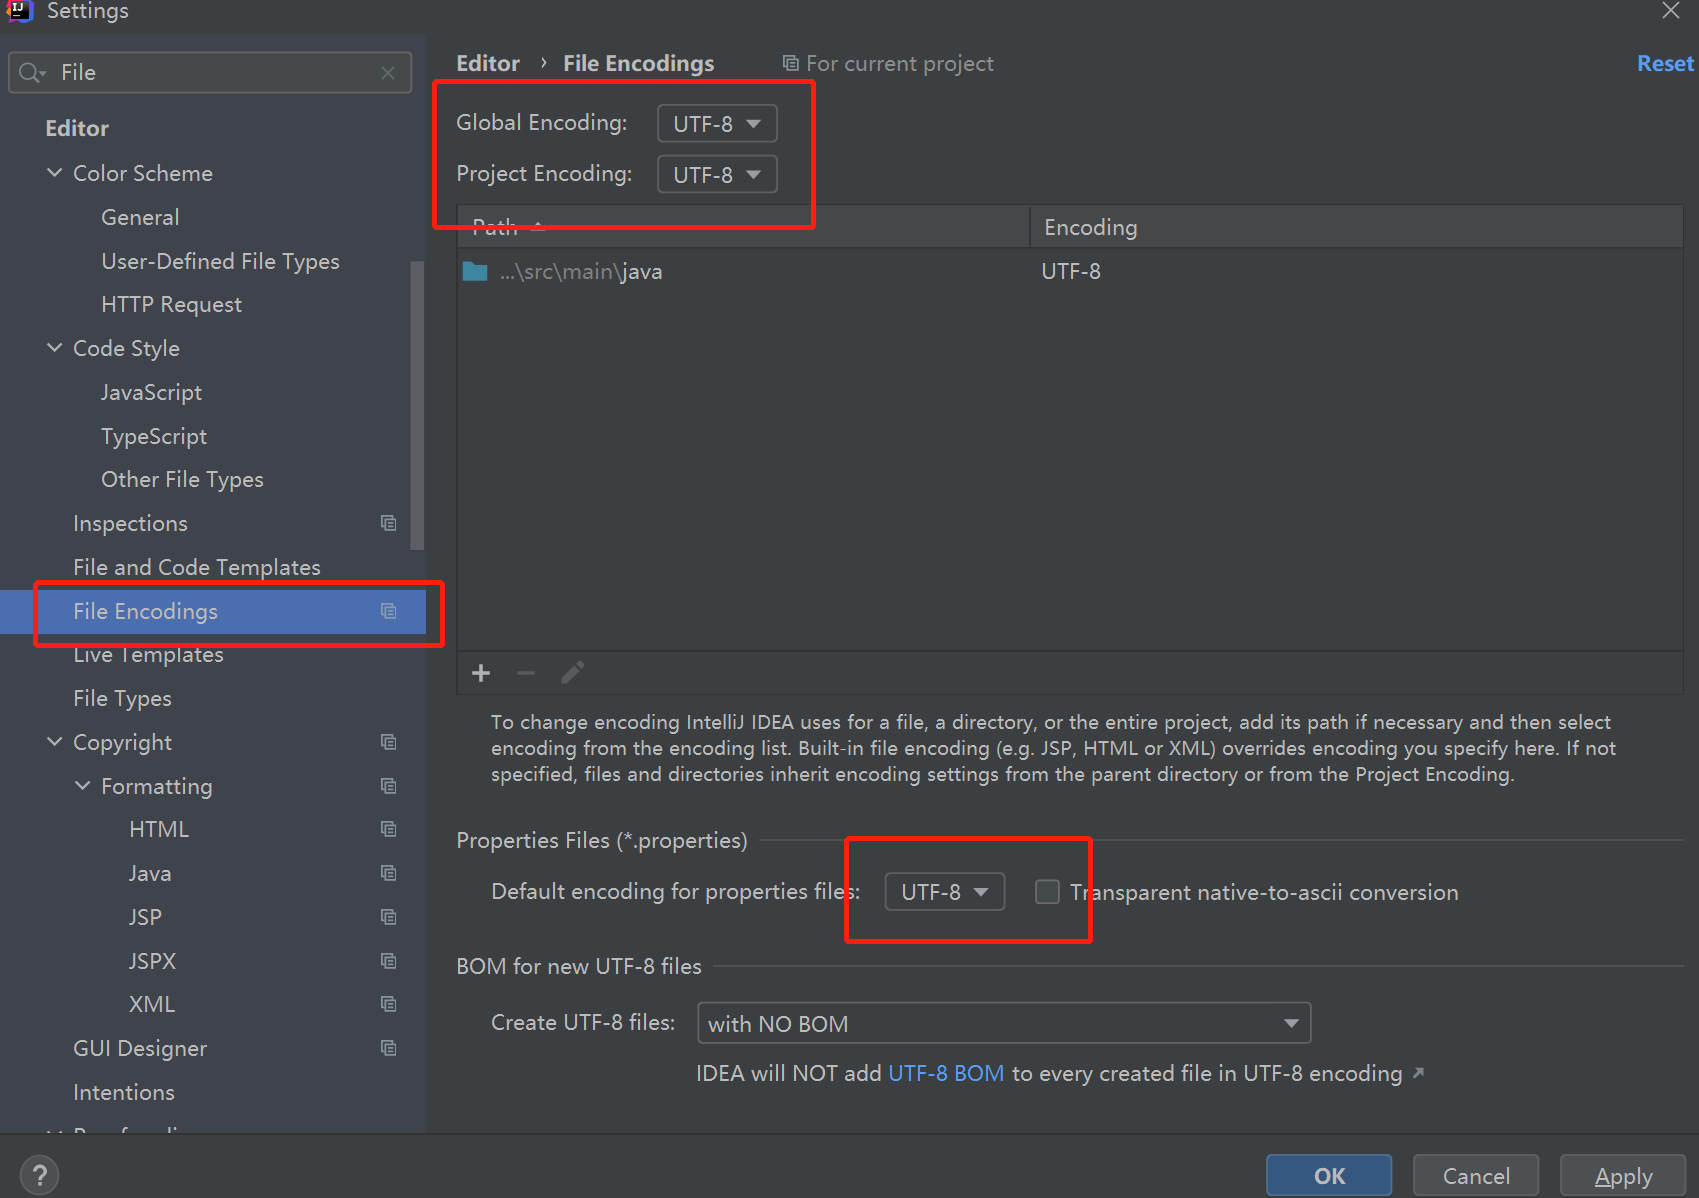 Settings
File
Editor
Color Scheme
General
User-Defined File Types
HTTP Request
Code Style
JavaScript
TypeScript
Other File Types
Inspections
File and Code Templates
File Encodings
Live Templates
File Types
Copyright
Formatting
HTML
Java
JSP
JSPX
XML
GUI Designer
Intentions
Editor › File Encodings For current project Reset
Global Encoding: UTF-8
Project Encoding: UTF-8
Path Encoding
...\src\main\java UTF-8
To change encoding IntelliJ IDEA uses for a file, a directory, or the entire project, add its path if necessary and then select
encoding from the encoding list. Built-in file encoding (e.g. JSP, HTML or XML) overrides encoding you specify here. If not
specified, files and directories inherit encoding settings from the parent directory or from the Project Encoding.
Properties Files (*.properties)
Default encoding for properties files: UTF-8 Transparent native-to-ascii conversion
BOM for new UTF-8 files
Create UTF-8 files: with NO BOM
IDEA will NOT add UTF-8 BOM to every created file in UTF-8 encoding ↗
? OK Cancel Apply